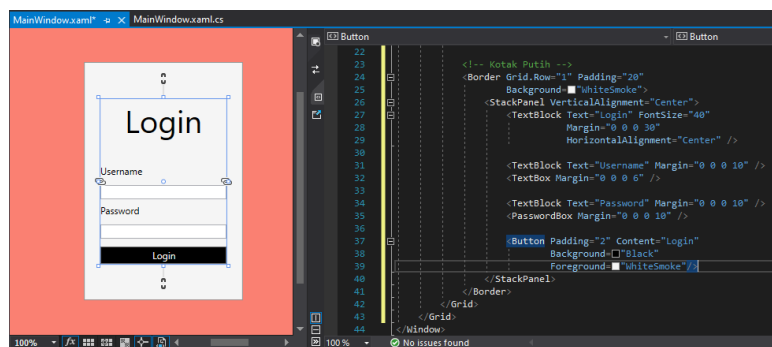 MainWindow.xaml*
MainWindow.xaml.cs
Login
Username
Password
Login
100%
fx
Button
Button
22
23 <!-- Kotak Putih -->
24 <Border Grid.Row="1" Padding="20"
25 Background="WhiteSmoke">
26 <StackPanel VerticalAlignment="Center">
27 <TextBlock Text="Login" FontSize="40"
28 Margin="0 0 0 30"
29 HorizontalAlignment="Center" />
30
31 <TextBlock Text="Username" Margin="0 0 0 10" />
32 <TextBox Margin="0 0 0 6" />
33
34 <TextBlock Text="Password" Margin="0 0 0 10" />
35 <PasswordBox Margin="0 0 0 10" />
36
37 <Button Padding="2" Content="Login"
38 Background="Black"
39 Foreground="WhiteSmoke"/>
40 </StackPanel>
41 </Border>
42 </Grid>
43 </Grid>
44 </Window>
100 %
No issues found